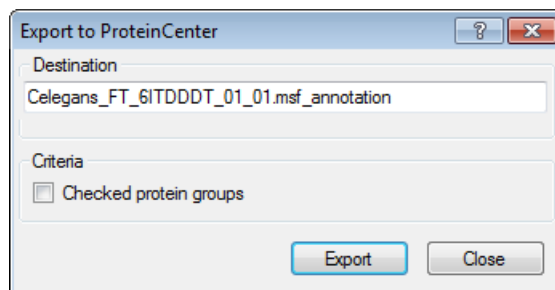 Export to ProteinCenter
Destination
Celegans_FT_6ITDDDT_01_01.msf_annotation
Criteria
Checked protein groups
Export Close